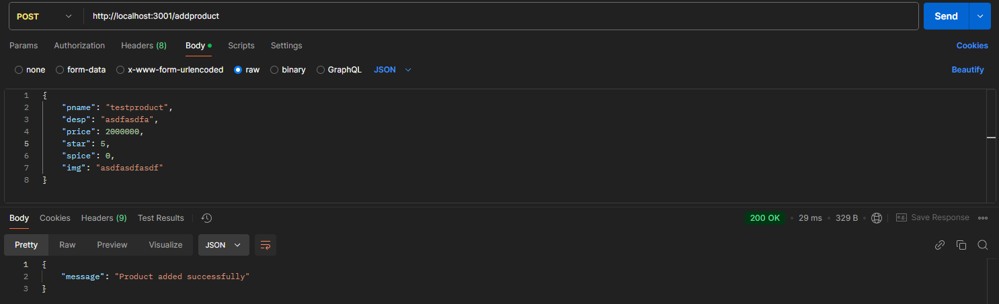 POST http://localhost:3001/addproduct Send
Params Authorization Headers (8) Body Scripts Settings Cookies
none form-data x-www-form-urlencoded raw binary GraphQL JSON Beautify
1 {
2 "pname": "testproduct",
3 "desp": "asdfasdfa",
4 "price": 2000000,
5 "star": 5,
6 "spice": 0,
7 "img": "asdfasdfasdf"
8 }
Body Cookies Headers (9) Test Results 200 OK • 29 ms • 329 B • e.g. Save Response
Pretty Raw Preview Visualize JSON
1 {
2 "message": "Product added successfully"
3 }